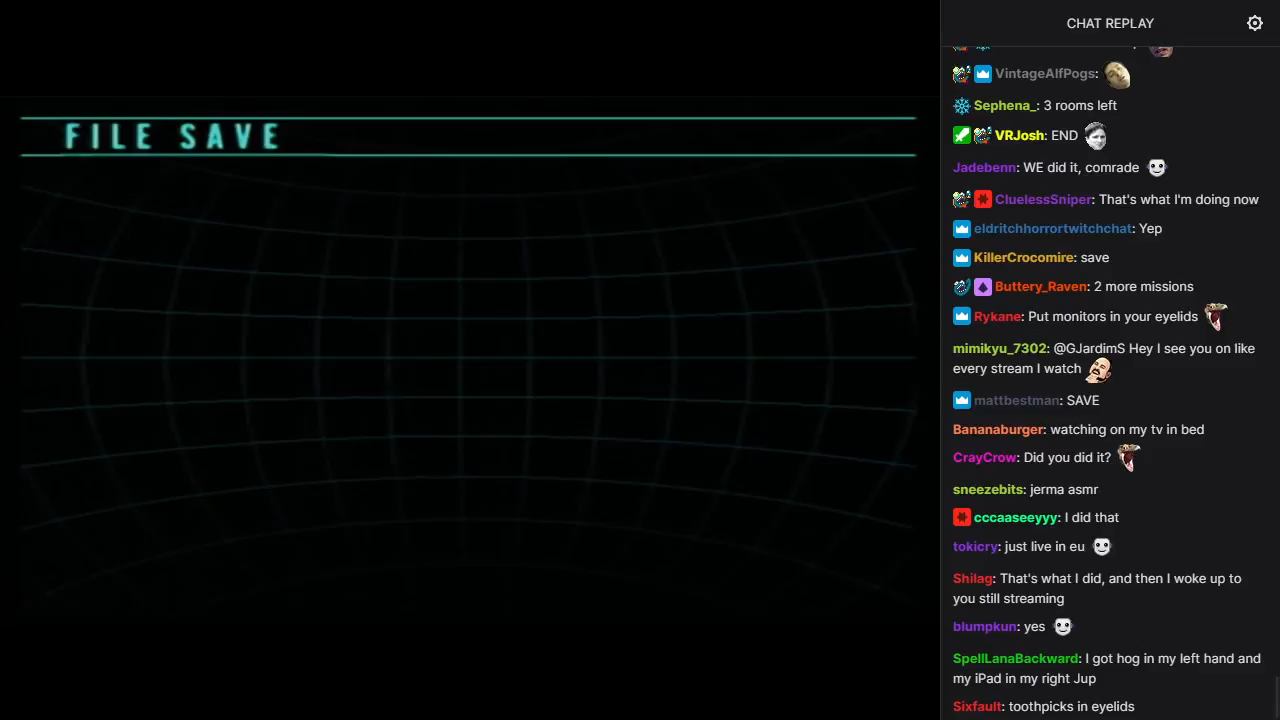 FILE SAVE
CHAT REPLAY
VintageAlfPogs:
Sephena_: 3 rooms left
VRJosh: END
Jadebenn: WE did it, comrade
CluelessSniper: That's what I'm doing now
eldritchhorrortwitchchat: Yep
KillerCrocomire: save
Buttery_Raven: 2 more missions
Rykane: Put monitors in your eyelids
mimikyu_7302: @GJardimS Hey I see you on like
every stream I watch
mattbestman: SAVE
Bananaburger: watching on my tv in bed
CrayCrow: Did you did it?
sneezebits: jerma asmr
cccaaseeyyy: I did that
tokicry: just live in eu
Shilag: That's what I did, and then I woke up to
you still streaming
blumpkun: yes
SpellLanaBackward: I got hog in my left hand and
my iPad in my right Jup
Sixfault: toothpicks in eyelids